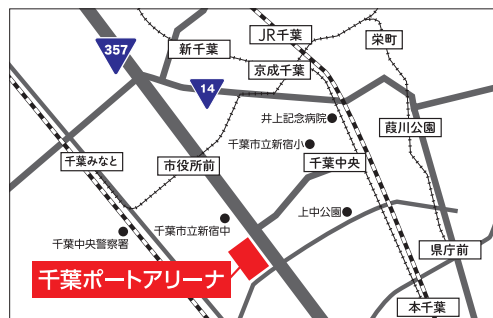 JR千葉
栄町
357
新千葉
京成千葉
14
井上記念病院
葭川公園
千葉市立新宿小
千葉みなと
市役所前
千葉中央
上中公園
千葉市立新宿中
千葉中央警察署
県庁前
千葉ポートアリーナ
本千葉